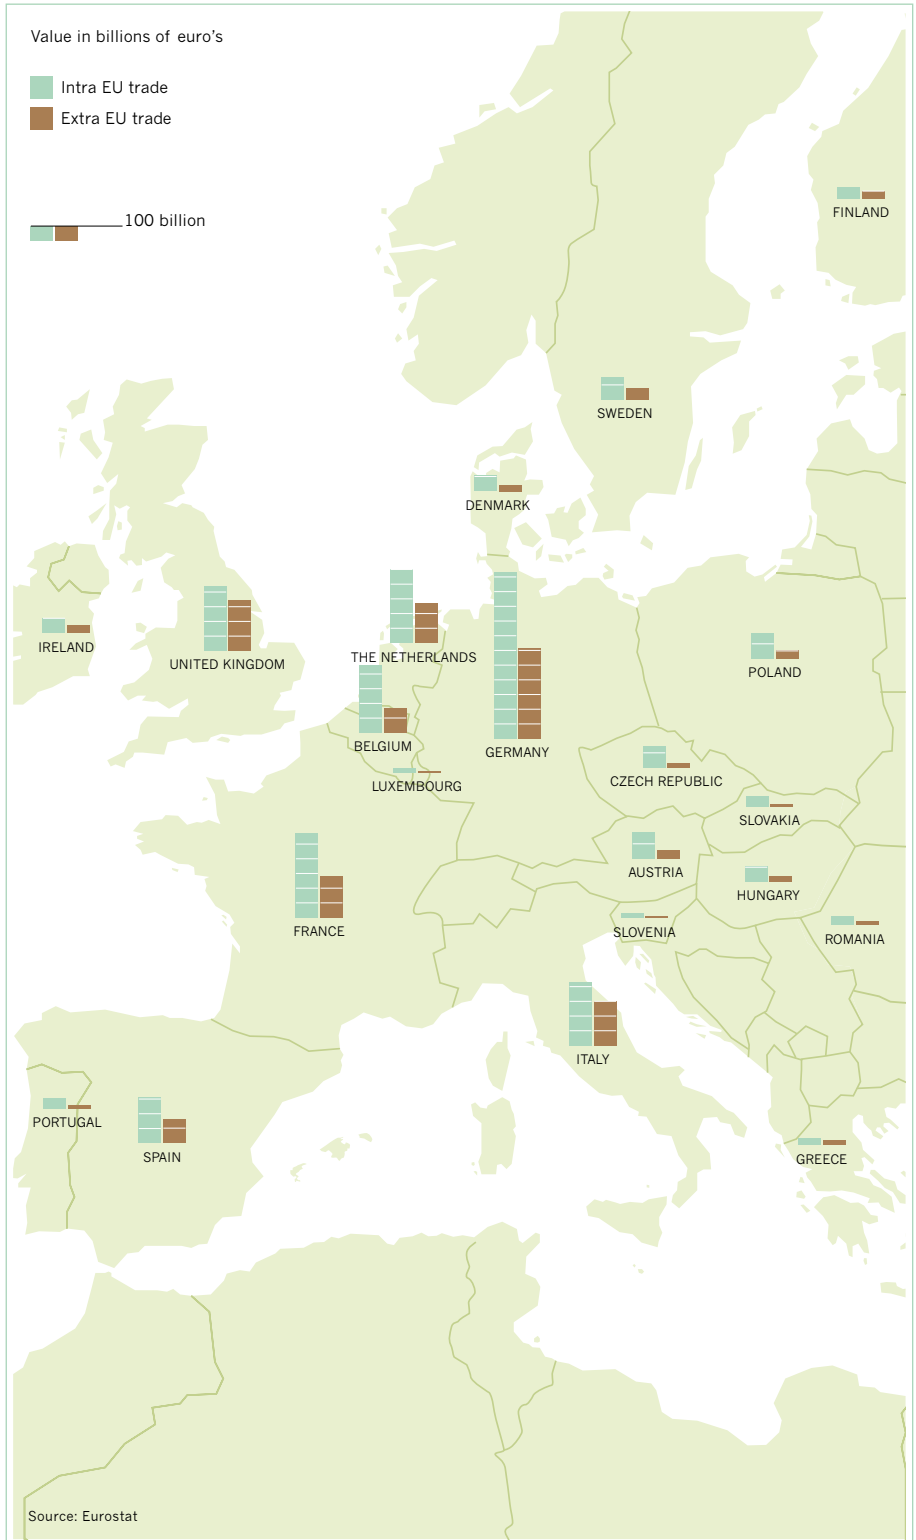 Value in billions of euro's
Intra EU trade
Extra EU trade
100 billion
FINLAND
SWEDEN
DENMARK
IRELAND
UNITED KINGDOM
THE NETHERLANDS
POLAND
BELGIUM
GERMANY
LUXEMBOURG
CZECH REPUBLIC
SLOVAKIA
AUSTRIA
HUNGARY
FRANCE
SLOVENIA
ROMANIA
ITALY
PORTUGAL
SPAIN
GREECE
Source: Eurostat